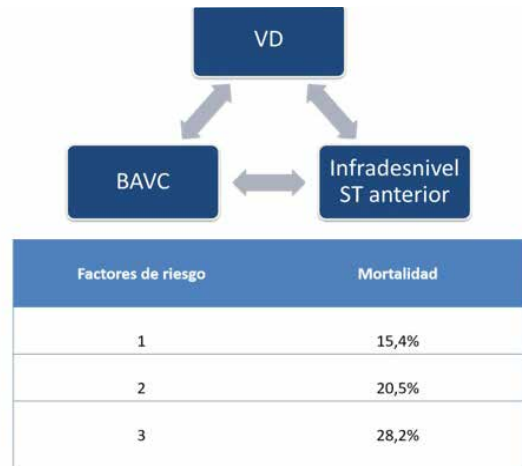 VD
BAVC
Infradesnivel
ST anterior
Factores de riesgo Mortalidad
1 15,4%
2 20,5%
3 28,2%